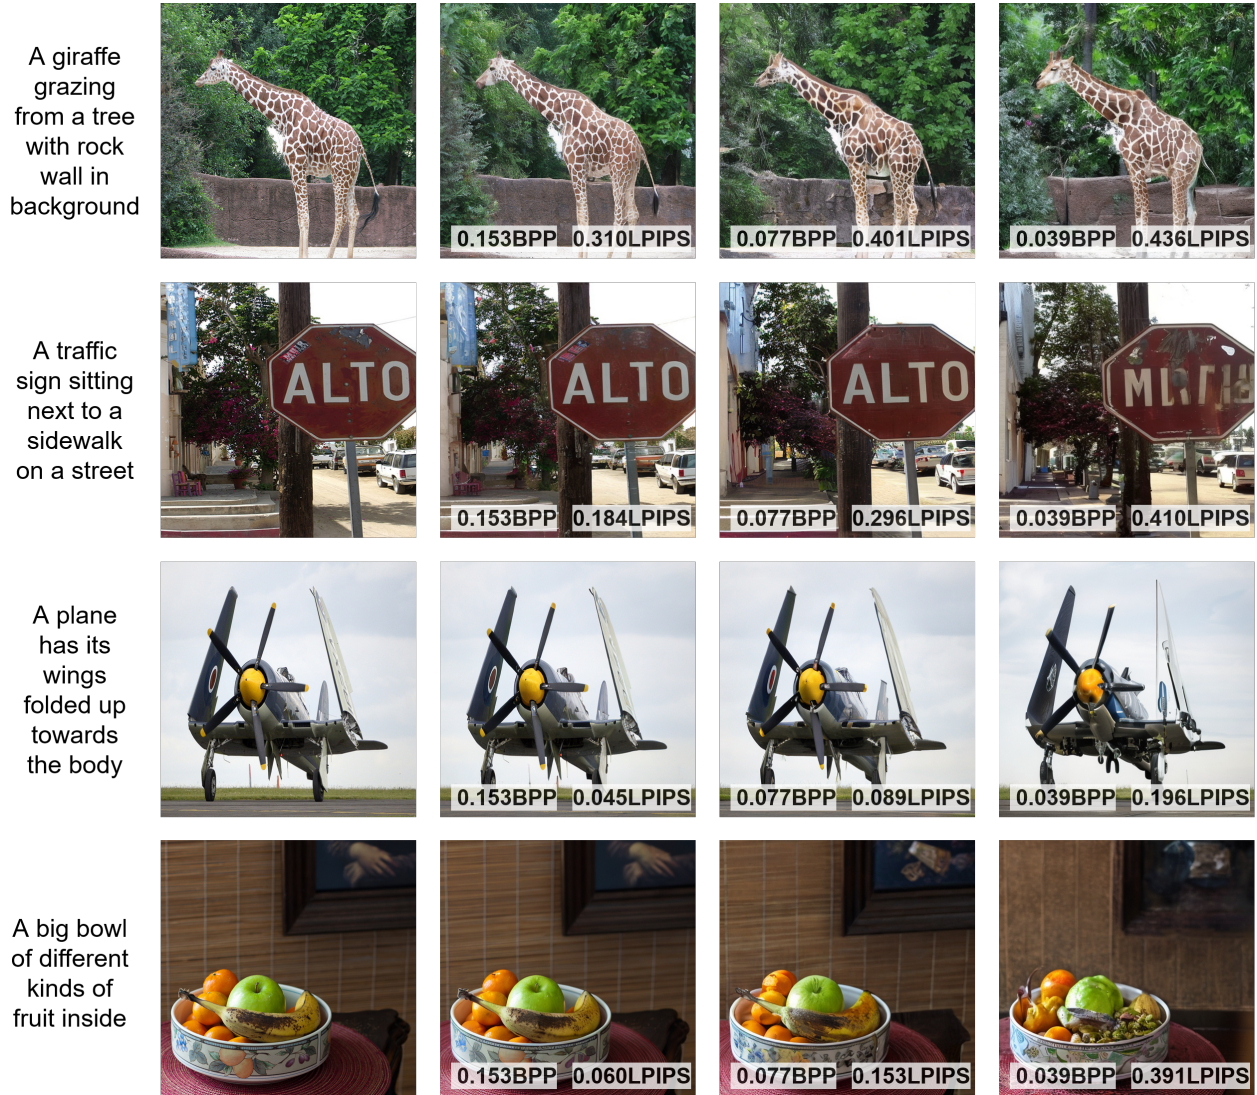 A giraffe
grazing
from a tree
with rock
wall in
background
0.153BPP 0.310LPIPS
0.077BPP 0.401LPIPS
0.039BPP 0.436LPIPS
A traffic
sign sitting
next to a
sidewalk
on a street
ALTO
ALTO
ALTO
0.153BPP 0.184LPIPS
0.077BPP 0.296LPIPS
0.039BPP 0.410LPIPS
A plane
has its
wings
folded up
towards
the body
0.153BPP 0.045LPIPS
0.077BPP 0.089LPIPS
0.039BPP 0.196LPIPS
A big bowl
of different
kinds of
fruit inside
0.153BPP 0.060LPIPS
0.077BPP 0.153LPIPS
0.039BPP 0.391LPIPS